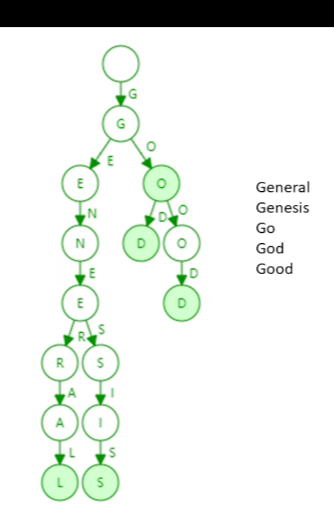 G
G
E O
E O
N D O
N D O
E D
E D
R S
R S
A I
A I
L S
L S
General
Genesis
Go
God
Good